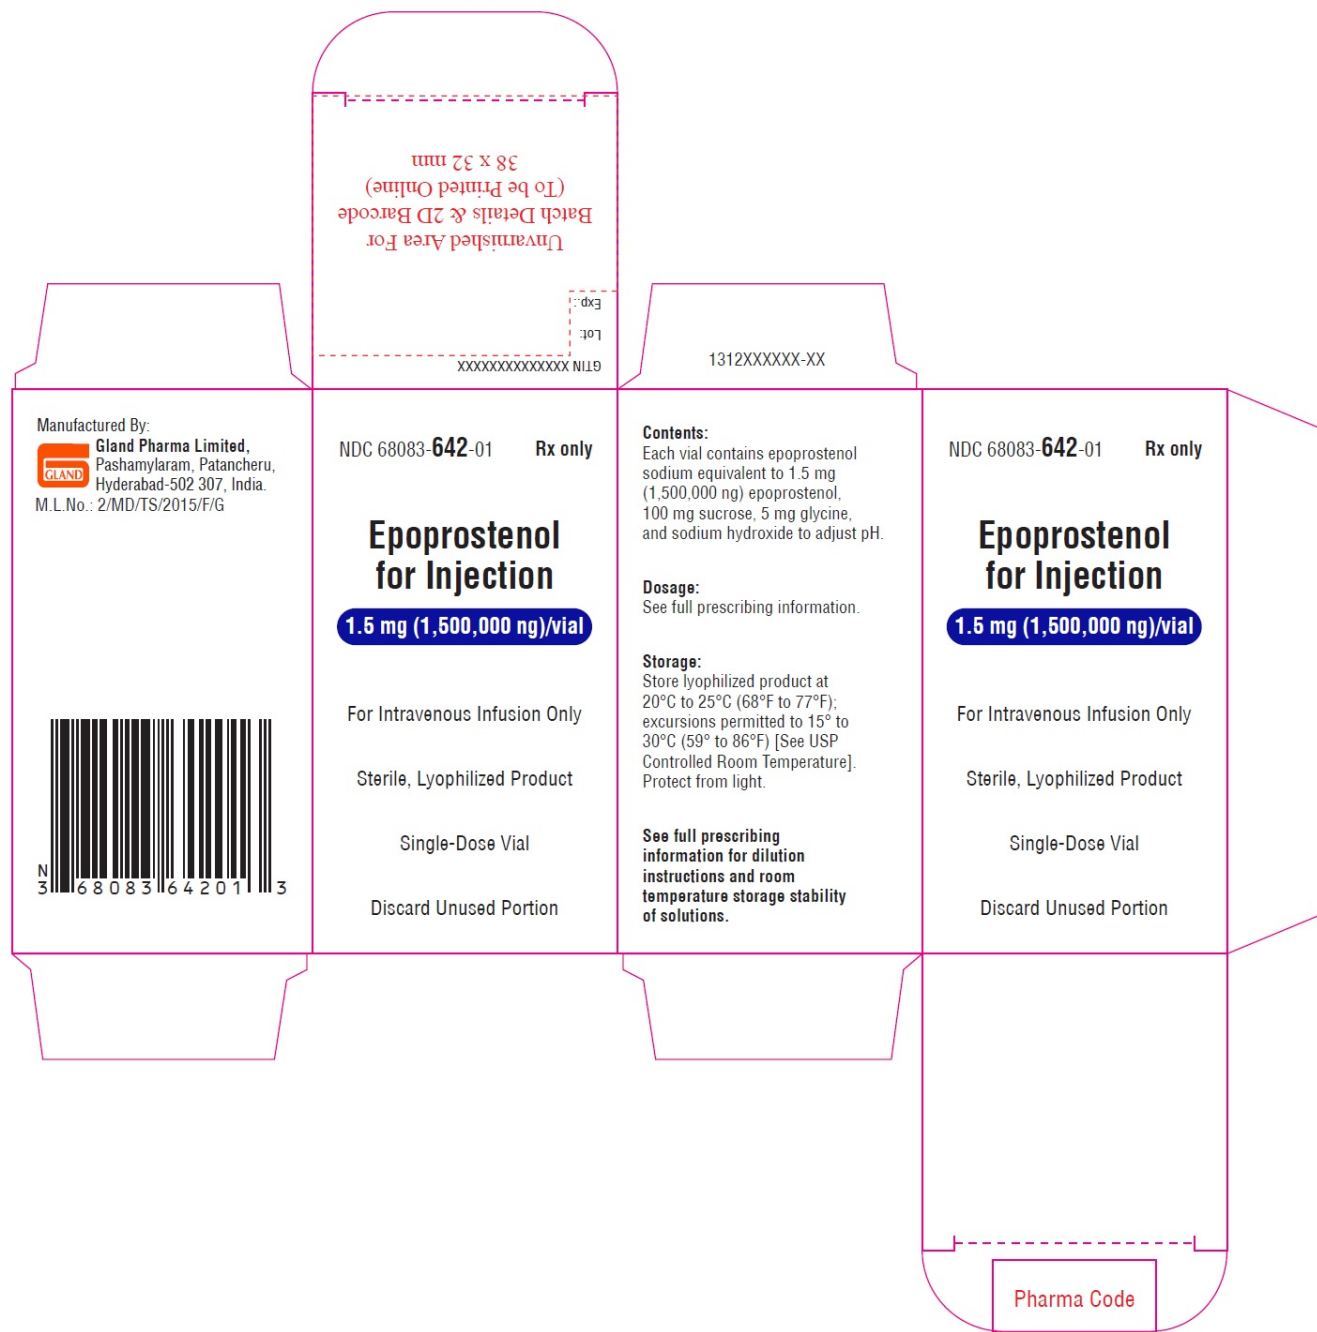 Unvarnished Area For
Batch Details & 2D Barcode
(To be Printed Online)
38 x 32 mm
GTIN XXXXXXXXXXXXXX
Lot:
Exp.:
1312XXXXXX-XX
Manufactured By:
GLAND
Gland Pharma Limited,
Pashamylaram, Patancheru,
Hyderabad-502 307, India.
M.L.No.: 2/MD/TS/2015/F/G
N
3 68083 64201 3
NDC 68083-642-01 Rx only
Epoprostenol
for Injection
1.5 mg (1,500,000 ng)/vial
For Intravenous Infusion Only
Sterile, Lyophilized Product
Single-Dose Vial
Discard Unused Portion
Contents:
Each vial contains epoprostenol
sodium equivalent to 1.5 mg
(1,500,000 ng) epoprostenol,
100 mg sucrose, 5 mg glycine,
and sodium hydroxide to adjust pH.
Dosage:
See full prescribing information.
Storage:
Store lyophilized product at
20°C to 25°C (68°F to 77°F);
excursions permitted to 15° to
30°C (59° to 86°F) [See USP
Controlled Room Temperature].
Protect from light.
See full prescribing
information for dilution
instructions and room
temperature storage stability
of solutions.
NDC 68083-642-01 Rx only
Epoprostenol
for Injection
1.5 mg (1,500,000 ng)/vial
For Intravenous Infusion Only
Sterile, Lyophilized Product
Single-Dose Vial
Discard Unused Portion
Pharma Code